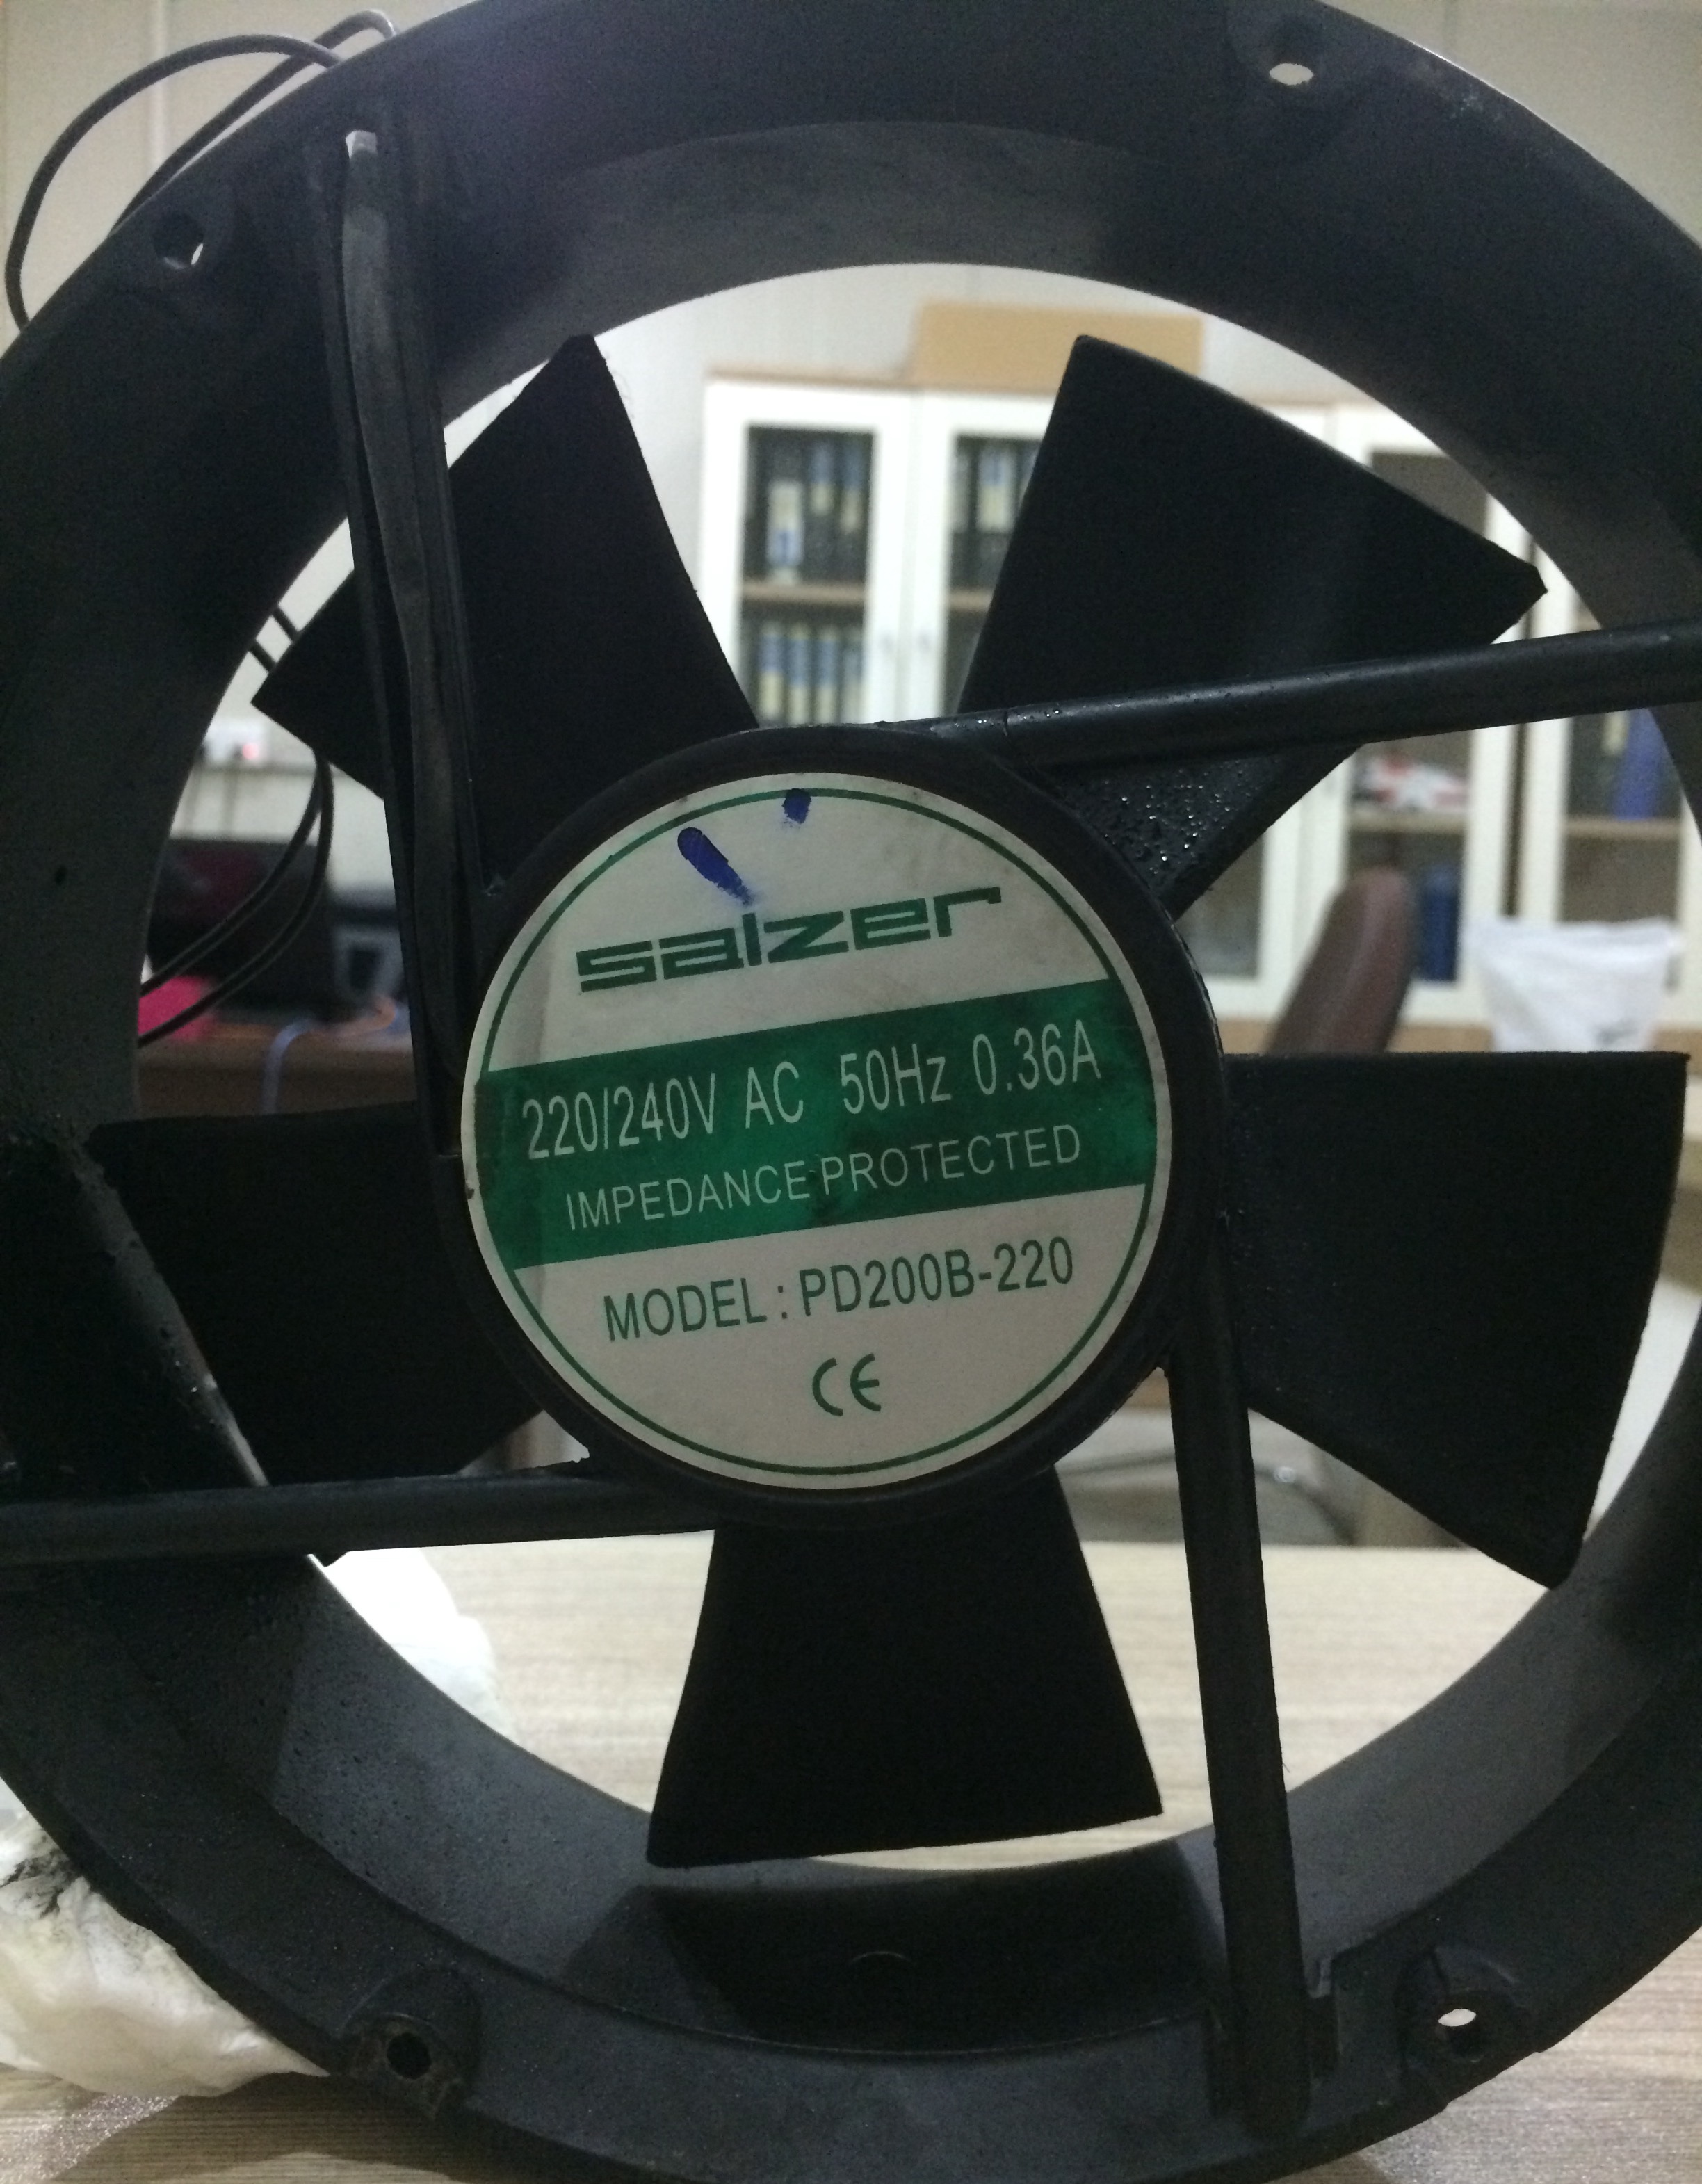 salzer
220/240V AC 50Hz 0.36A
IMPEDANCE PROTECTED
MODEL : PD200B-220
CE